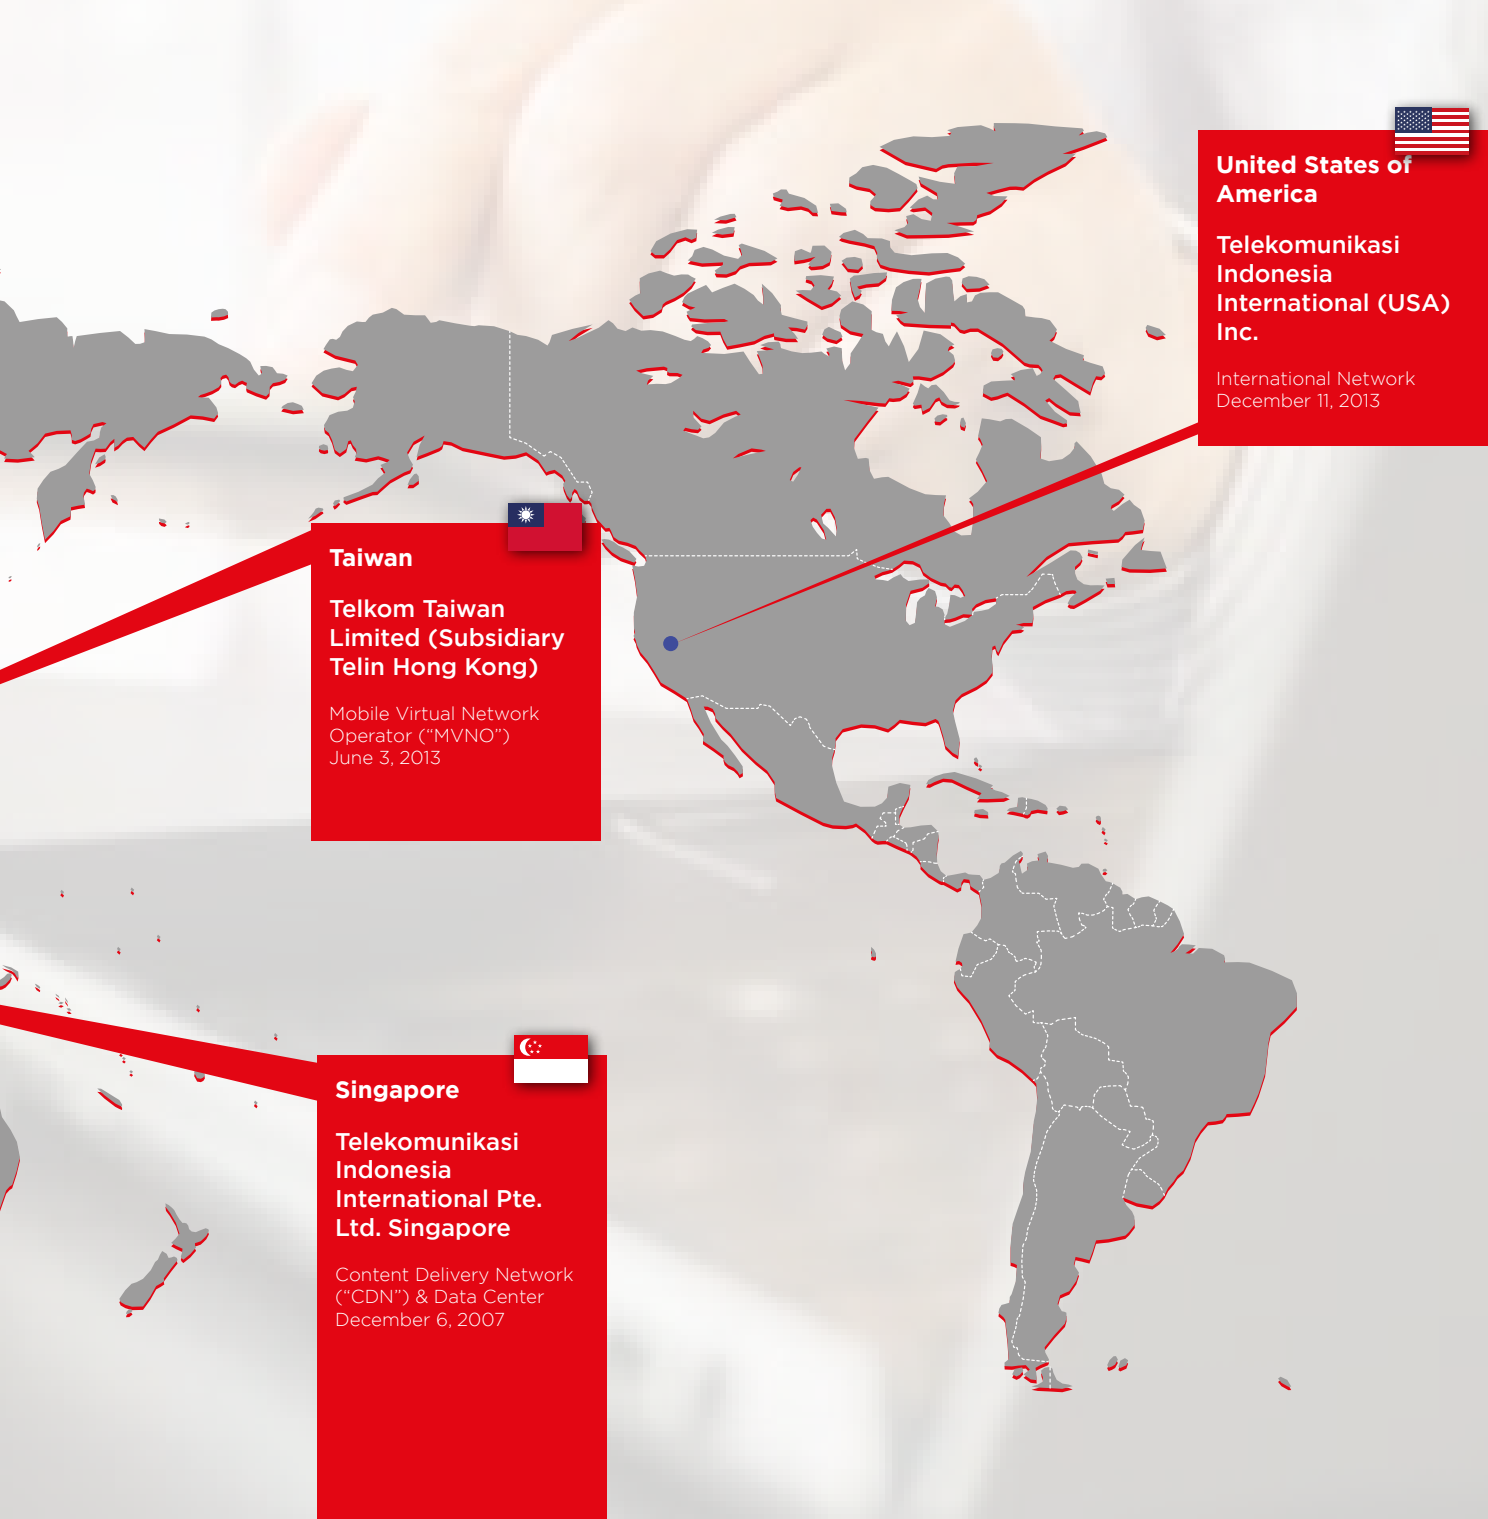 United States of
America
Telekomunikasi
Indonesia
International (USA)
Inc.
International Network
December 11, 2013
Taiwan
Telkom Taiwan
Limited (Subsidiary
Telin Hong Kong)
Mobile Virtual Network
Operator (“MVNO”)
June 3, 2013
Singapore
Telekomunikasi
Indonesia
International Pte.
Ltd. Singapore
Content Delivery Network
(“CDN”) & Data Center
December 6, 2007